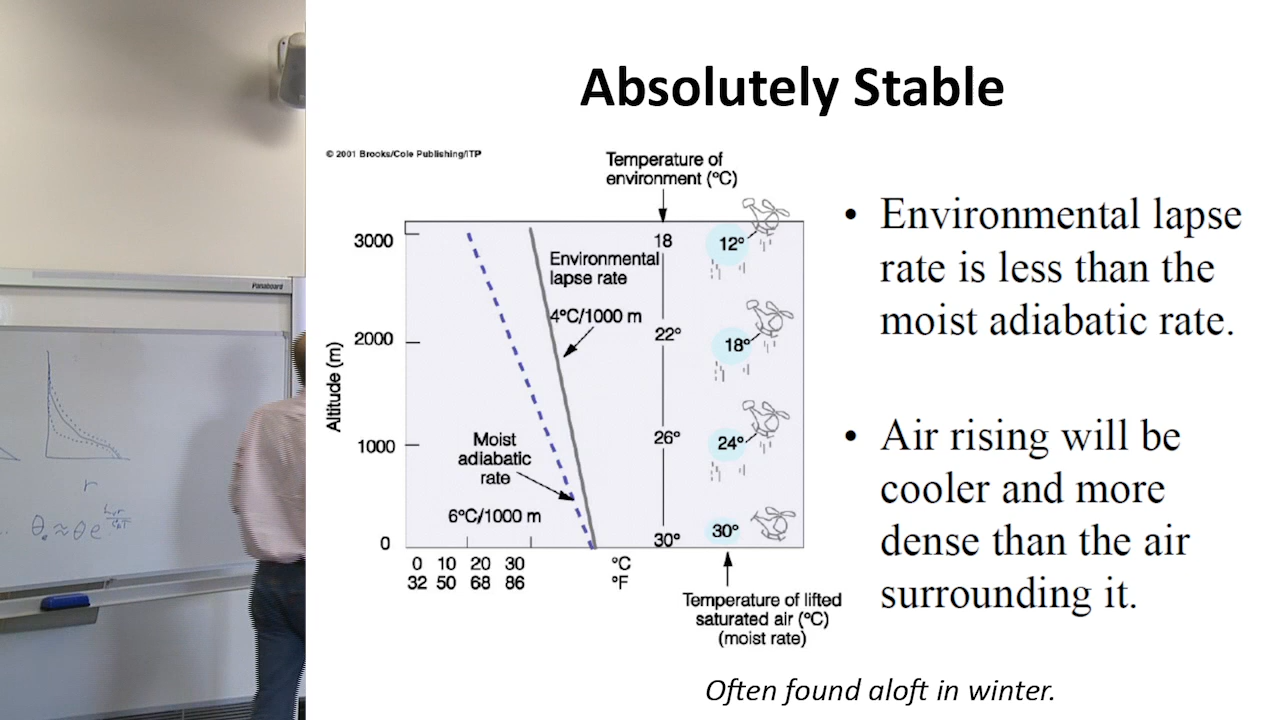 Absolutely Stable
© 2001 Brooks/Cole Publishing/ITP
Temperature of
environment (°C)
3000
2000
1000
0
Altitude (m)
Environmental
lapse rate
4°C/1000 m
Moist
adiabatic
rate
6°C/1000 m
18
22°
26°
30°
12°
18°
24°
30°
0 10 20 30 °C
32 50 68 86 °F
Temperature of lifted
saturated air (°C)
(moist rate)
• Environmental lapse
rate is less than the
moist adiabatic rate.
• Air rising will be
cooler and more
dense than the air
surrounding it.
Often found aloft in winter.
Panaboard
r